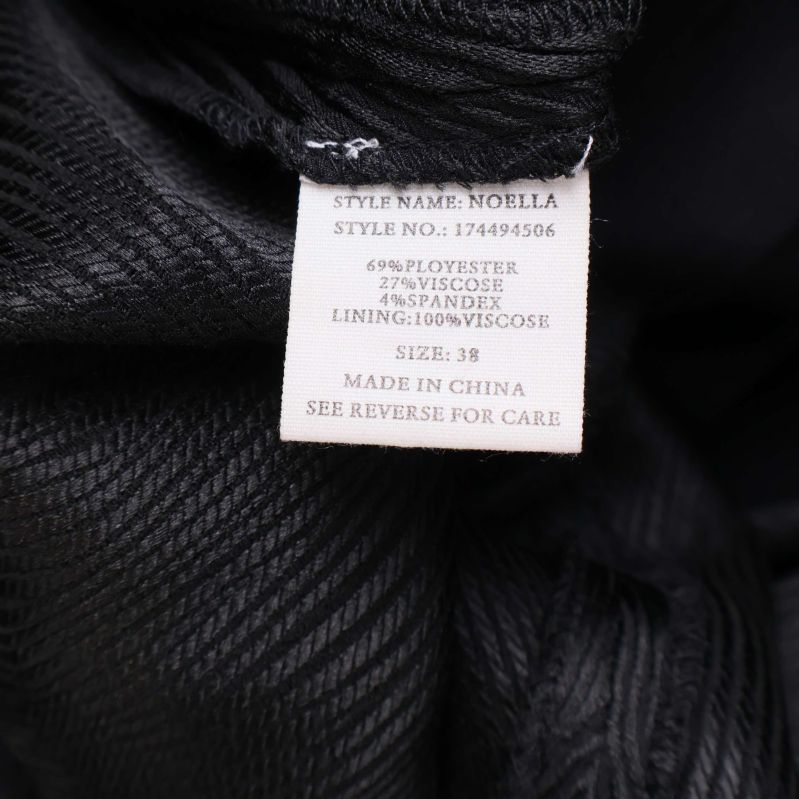 STYLE NAME: NOELLA
STYLE NO.: 174494506
69%PLOYESTER
27%VISCOSE
4%SPANDEX
LINING:100%VISCOSE
SIZE: 38
MADE IN CHINA
SEE REVERSE FOR CARE